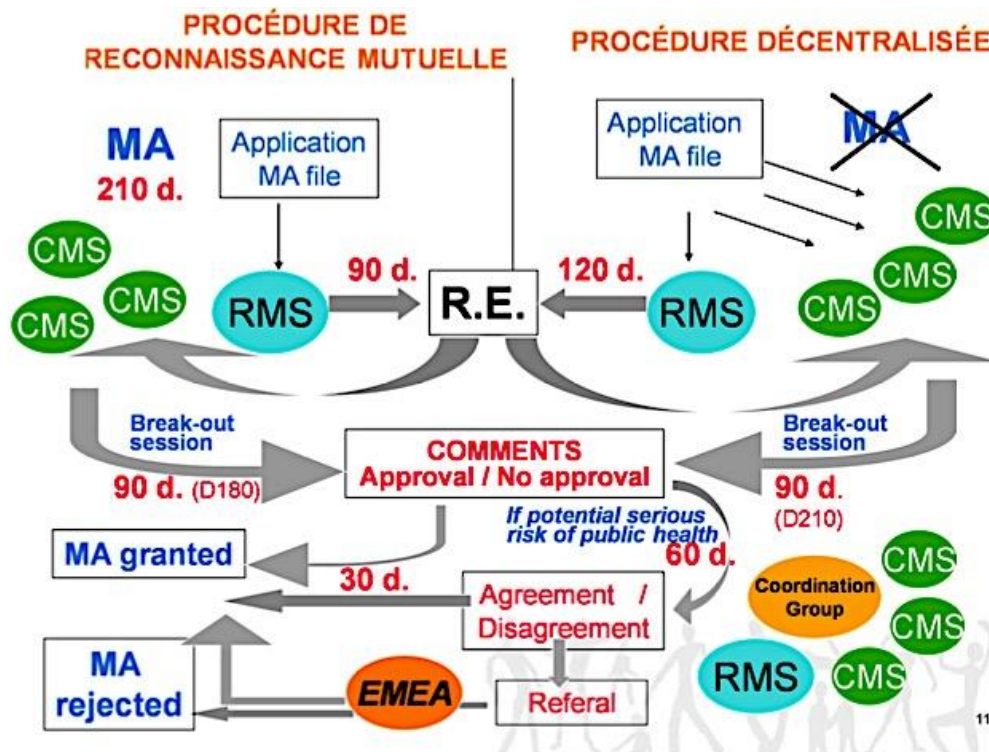 PROCÉDURE DE
RECONNAISSANCE MUTUELLE
PROCÉDURE DÉCENTRALISÉE
MA
210 d.
Application
MA file
Application
MA file
MA
CMS
CMS
CMS
RMS
90 d.
R.E.
120 d.
RMS
CMS
CMS
CMS
Break-out
session
90 d. (D180)
COMMENTS
Approval / No approval
Break-out
session
90 d.
(D210)
If potential serious
risk of public health
60 d.
MA granted
30 d.
Agreement /
Disagreement
Coordination
Group
CMS
CMS
CMS
RMS
MA
rejected
EMEA
Referal
11